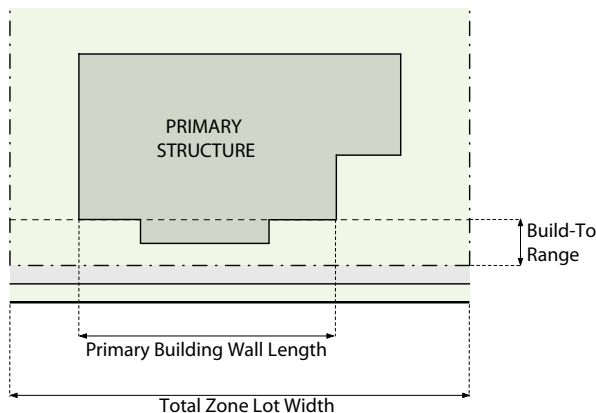 PRIMARY
STRUCTURE
Build-To
Range
Primary Building Wall Length
Total Zone Lot Width